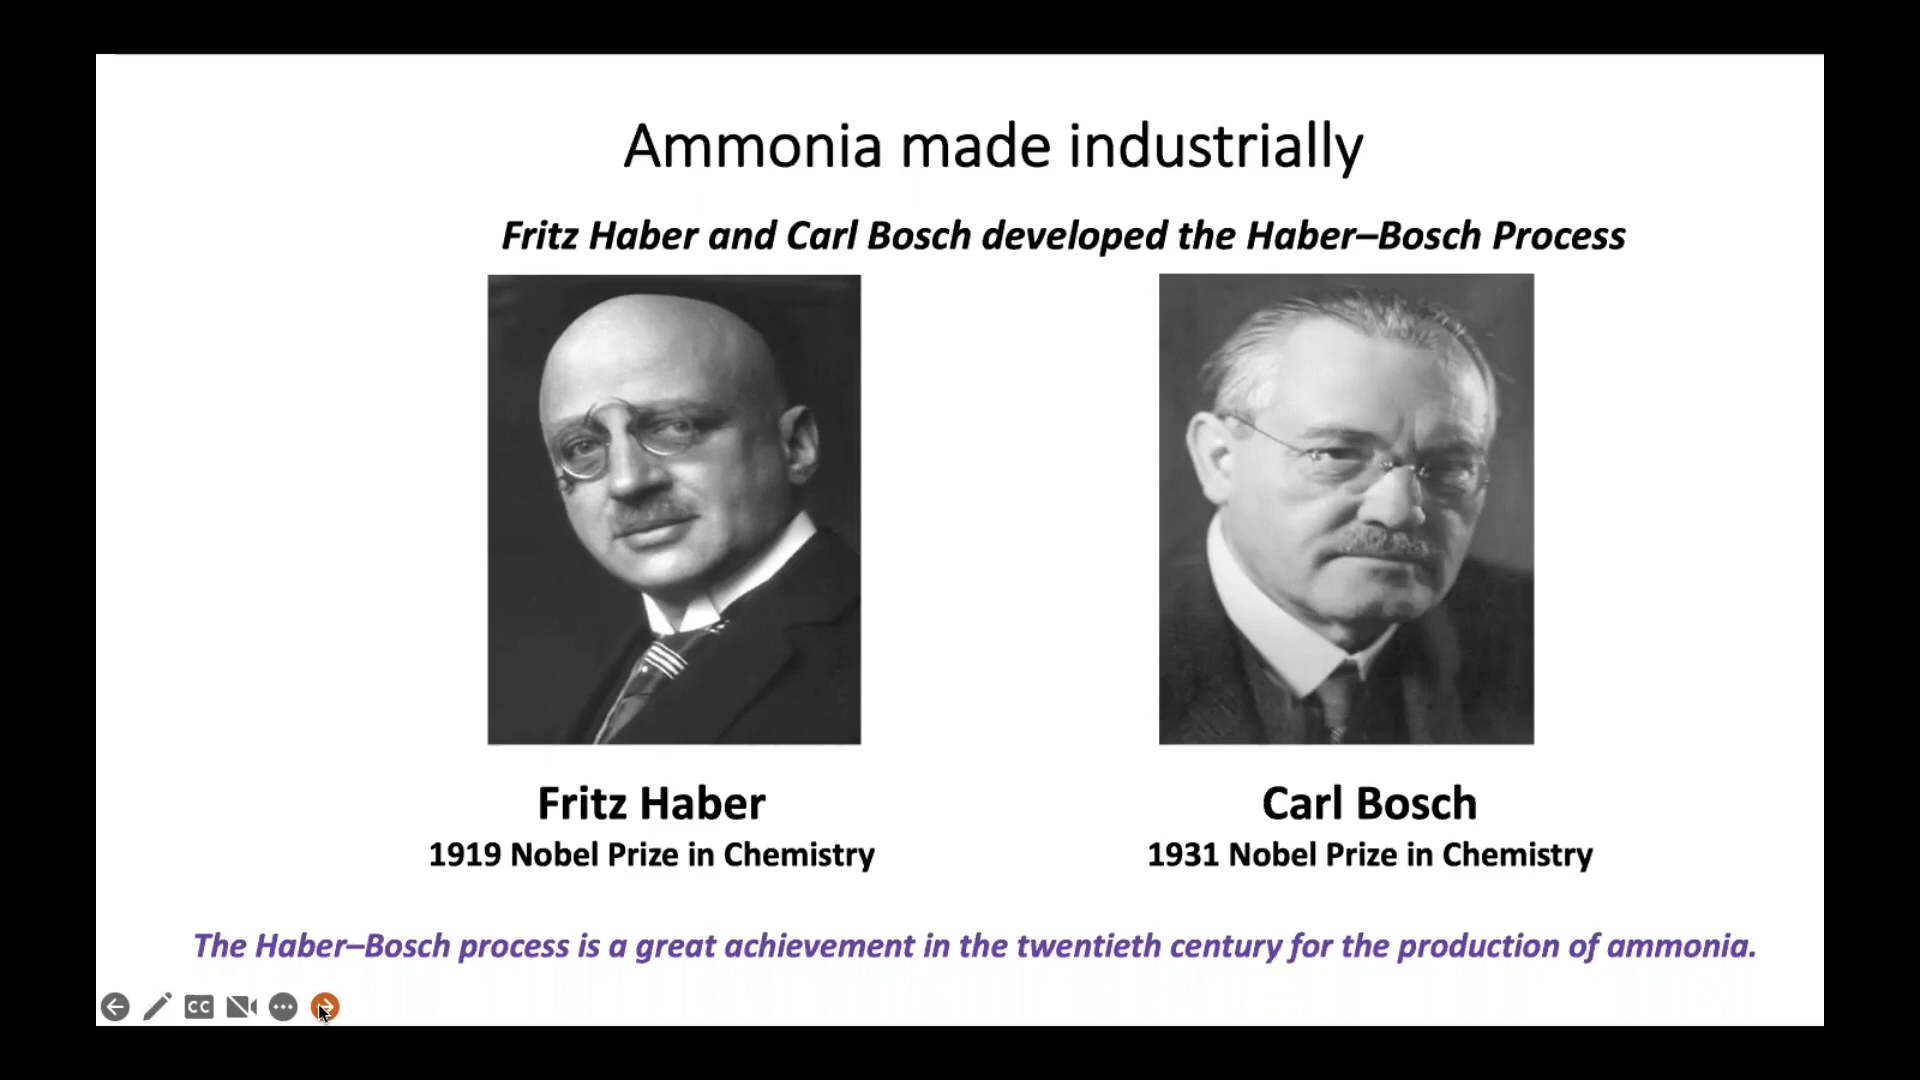 Ammonia made industrially
Fritz Haber and Carl Bosch developed the Haber–Bosch Process
Fritz Haber
1919 Nobel Prize in Chemistry
Carl Bosch
1931 Nobel Prize in Chemistry
The Haber–Bosch process is a great achievement in the twentieth century for the production of ammonia.
CC